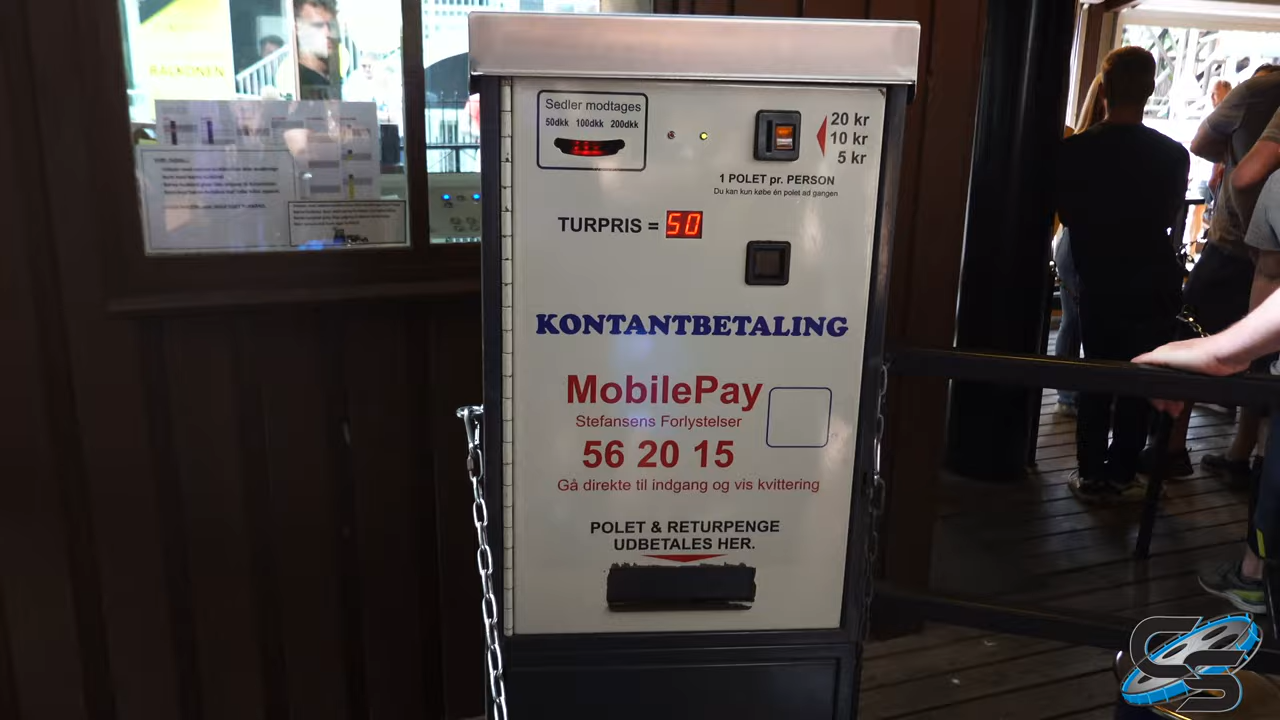 BALKONEN
Sedler modtages
50dkk 100dkk 200dkk
20 kr
10 kr
5 kr
1 POLET pr. PERSON
Du kan kun købe én polet ad gangen
TURPRIS = 50
KONTANTBETALING
MobilePay
Stefansens Forlystelser
56 20 15
Gå direkte til indgang og vis kvittering
POLET & RETURPENGE
UDBETALES HER.
CS